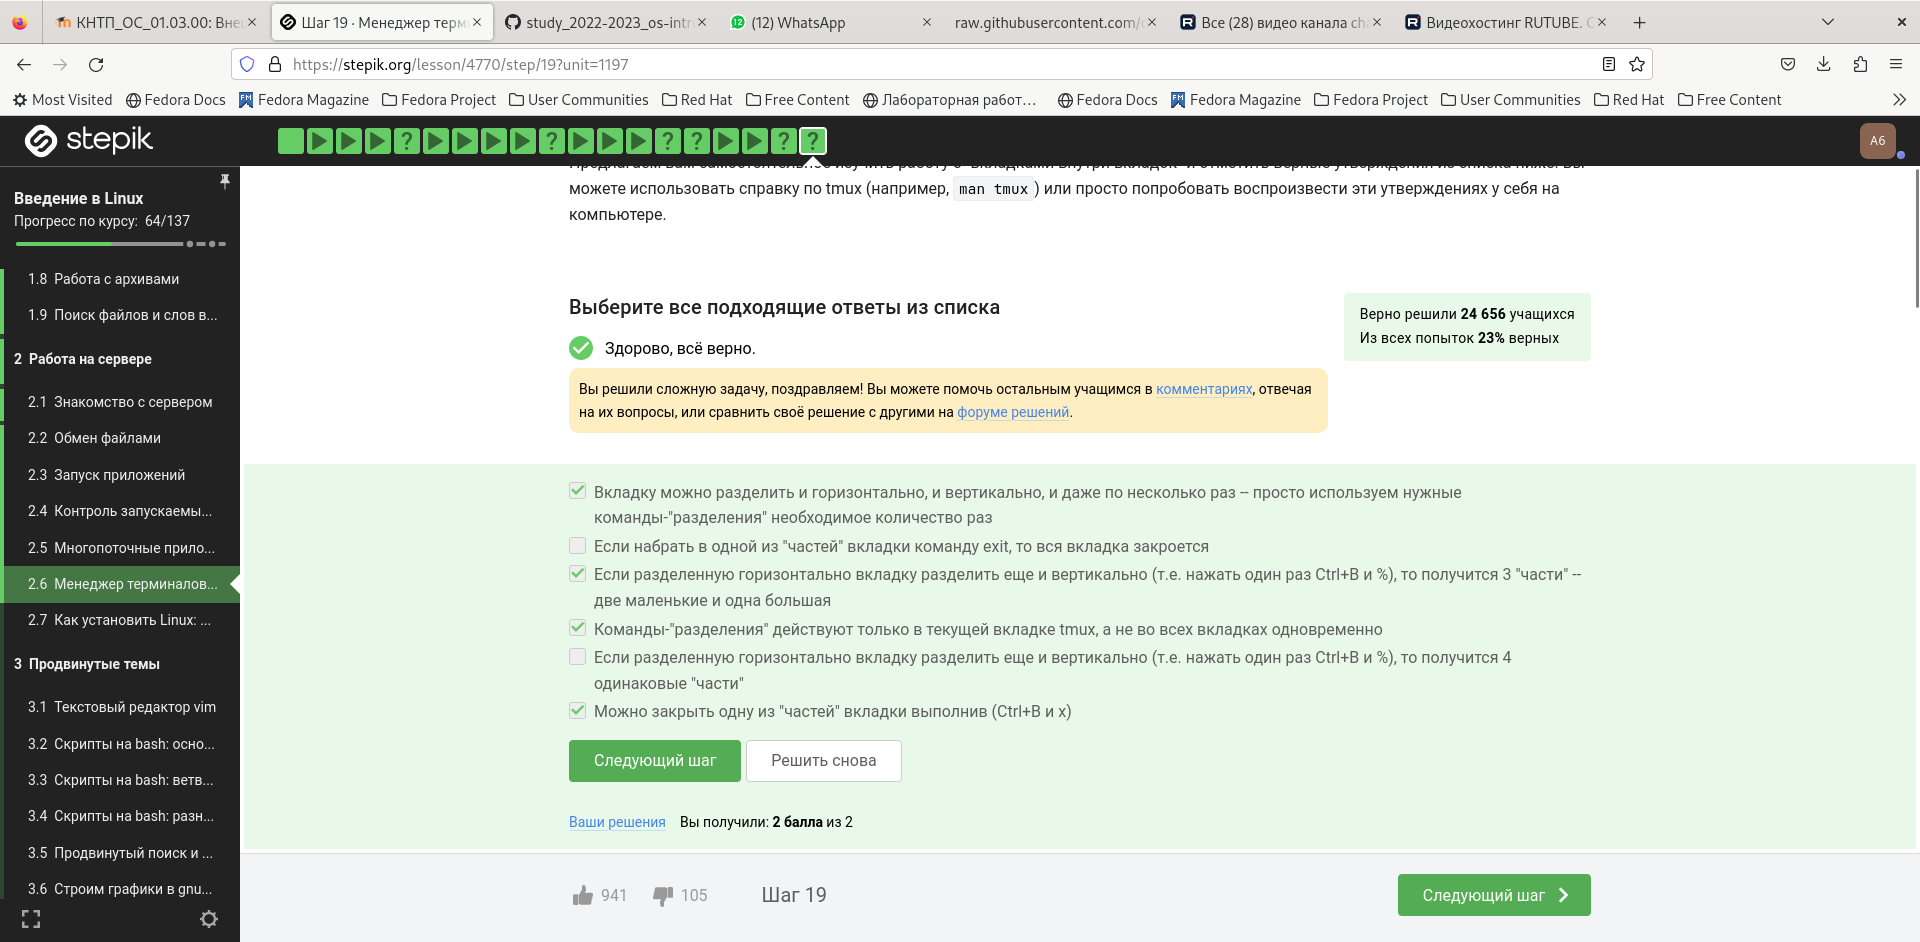 КНТП_ОС_01.03.00: Вне
Шаг 19 · Менеджер терм
study_2022-2023_os-intr
(12) WhatsApp
raw.githubusercontent.com/
Все (28) видео канала
Видеохостинг RUTUBE.
https://stepik.org/lesson/4770/step/19?unit=1197
Most Visited
Fedora Docs
Fedora Magazine
Fedora Project
User Communities
Red Hat
Free Content
Лабораторная работ…
Fedora Docs
Fedora Magazine
Fedora Project
User Communities
Red Hat
Free Content
stepik
А6
Введение в Linux
Прогресс по курсу: 64/137
1.8 Работа с архивами
1.9 Поиск файлов и слов в...
2 Работа на сервере
2.1 Знакомство с сервером
2.2 Обмен файлами
2.3 Запуск приложений
2.4 Контроль запускаемы...
2.5 Многопоточные прило...
2.6 Менеджер терминалов...
2.7 Как установить Linux: ...
3 Продвинутые темы
3.1 Текстовый редактор vim
3.2 Скрипты на bash: осно...
3.3 Скрипты на bash: ветв...
3.4 Скрипты на bash: разн...
3.5 Продвинутый поиск и ...
3.6 Строим графики в gnu...
можете использовать справку по tmux (например, man tmux) или просто попробовать воспроизвести эти утверждениях у себя на
компьютере.
Выберите все подходящие ответы из списка
Верно решили 24 656 учащихся
Из всех попыток 23% верных
Здорово, всё верно.
Вы решили сложную задачу, поздравляем! Вы можете помочь остальным учащимся в комментариях, отвечая
на их вопросы, или сравнить своё решение с другими на форуме решений.
Вкладку можно разделить и горизонтально, и вертикально, и даже по несколько раз -- просто используем нужные
команды-"разделения" необходимое количество раз
Если набрать в одной из "частей" вкладки команду exit, то вся вкладка закроется
Если разделенную горизонтально вкладку разделить еще и вертикально (т.е. нажать один раз Ctrl+B и %), то получится 3 "части" --
две маленькие и одна большая
Команды-"разделения" действуют только в текущей вкладке tmux, а не во всех вкладках одновременно
Если разделенную горизонтально вкладку разделить еще и вертикально (т.е. нажать один раз Ctrl+B и %), то получится 4
одинаковые "части"
Можно закрыть одну из "частей" вкладки выполнив (Ctrl+B и x)
Следующий шаг
Решить снова
Ваши решения Вы получили: 2 балла из 2
941
105
Шаг 19
Следующий шаг